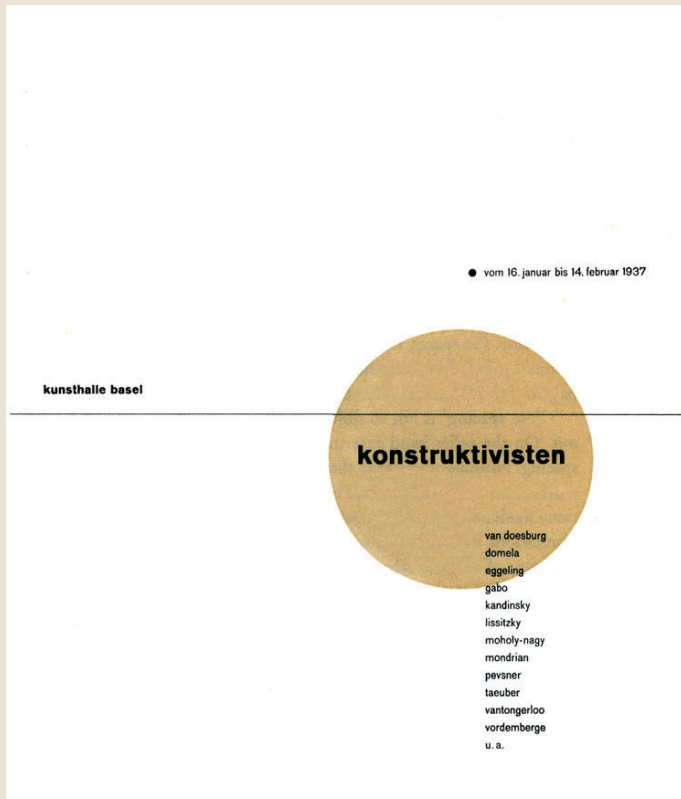 vom 16. januar bis 14. februar 1937
kunsthalle basel
konstruktivisten
van doesburg
domela
eggeling
gabo
kandinsky
lissitzky
moholy-nagy
mondrian
pevsner
taeuber
vantongerloo
vordemberge
u. a.